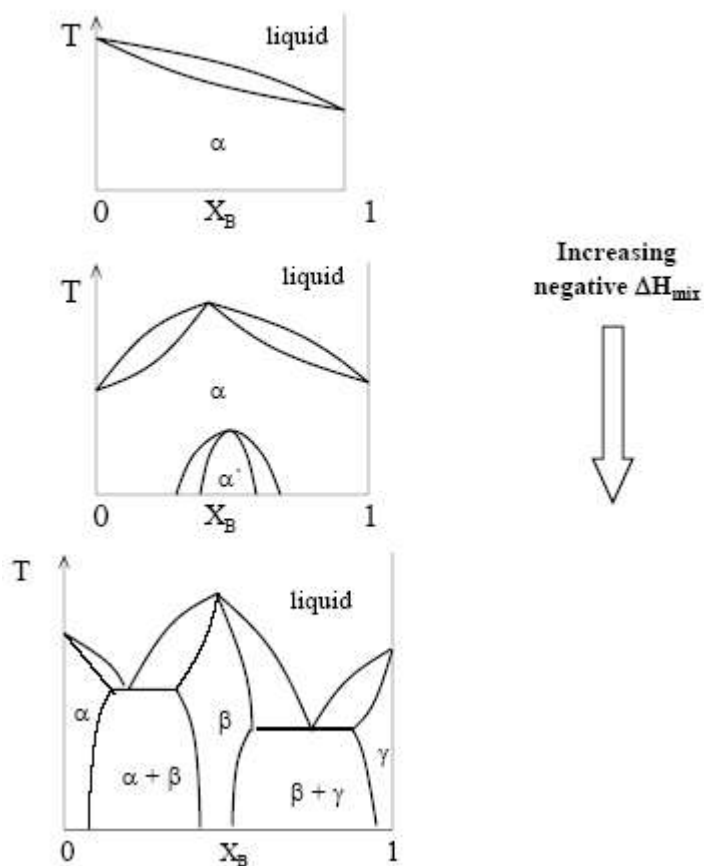 T
liquid
α
0
X_B
1
T
liquid
α
α`
0
X_B
1
Increasing
negative ΔH_mix
T
liquid
α
β
γ
α + β
β + γ
0
X_B
1